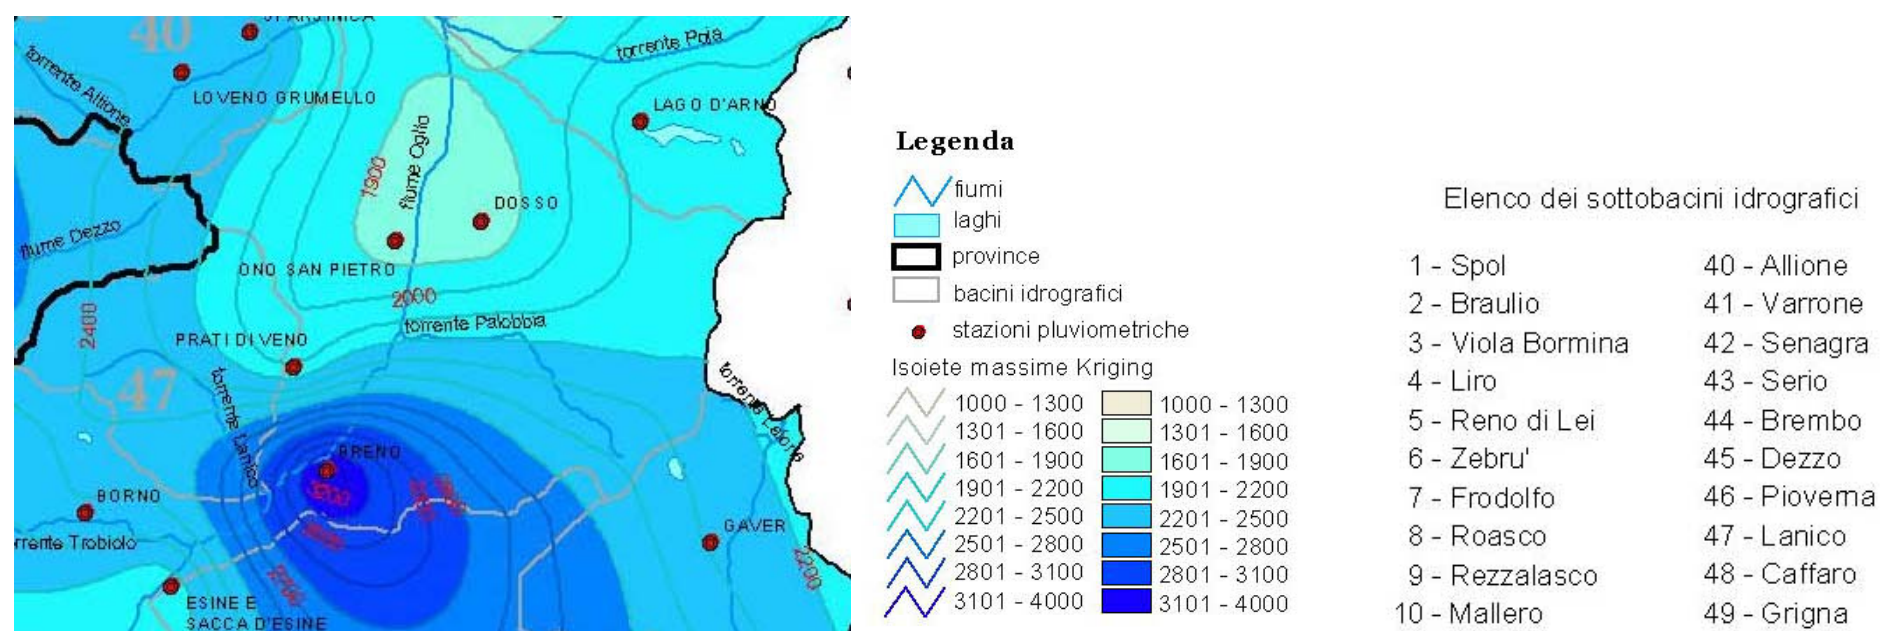 40
torrente Poia
torrente Allione
LOVENO GRUMELLO
LAGO D'ARNO
1900
fiume Oglio
DOSSO
fiume Dezzo
ONO SAN PIETRO
2000
2400
torrente Palobbia
PRATI DI VENO
47
torrente Lanico
BRENO
BORNO
GAVER
2200
ESINE E
SACCA D'ESINE
Legenda
fiumi
laghi
province
bacini idrografici
stazioni pluviometriche
Isoiete massime Kriging
1000 - 1300 1000 - 1300
1301 - 1600 1301 - 1600
1601 - 1900 1601 - 1900
1901 - 2200 1901 - 2200
2201 - 2500 2201 - 2500
2501 - 2800 2501 - 2800
2801 - 3100 2801 - 3100
3101 - 4000 3101 - 4000
Elenco dei sottobacini idrografici
1 - Spol
2 - Braulio
3 - Viola Bormina
4 - Liro
5 - Reno di Lei
6 - Zebru'
7 - Frodolfo
8 - Roasco
9 - Rezzalasco
10 - Mallero
40 - Allione
41 - Varrone
42 - Senagra
43 - Serio
44 - Brembo
45 - Dezzo
46 - Pioverna
47 - Lanico
48 - Caffaro
49 - Grigna